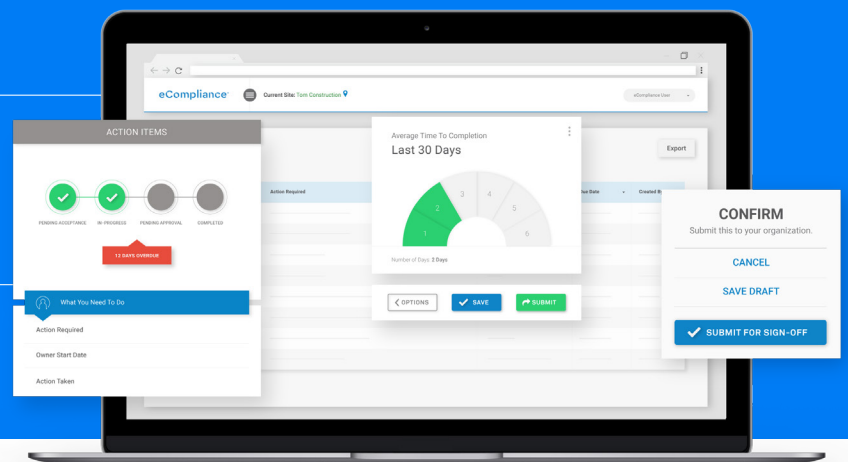 eCompliance
Current Site: Tom Construction
eCompliance User
ACTION ITEMS
PENDING ACCEPTANCE
IN-PROGRESS
PENDING APPROVAL
COMPLETED
12 DAYS OVERDUE
What You Need To Do
Action Required
Owner Start Date
Action Taken
Average Time To Completion
Last 30 Days
1
2
3
4
5
6
Number of Days: 2 Days
OPTIONS
SAVE
SUBMIT
Export
Action Required
Due Date
Created
CONFIRM
Submit this to your organization.
CANCEL
SAVE DRAFT
SUBMIT FOR SIGN-OFF